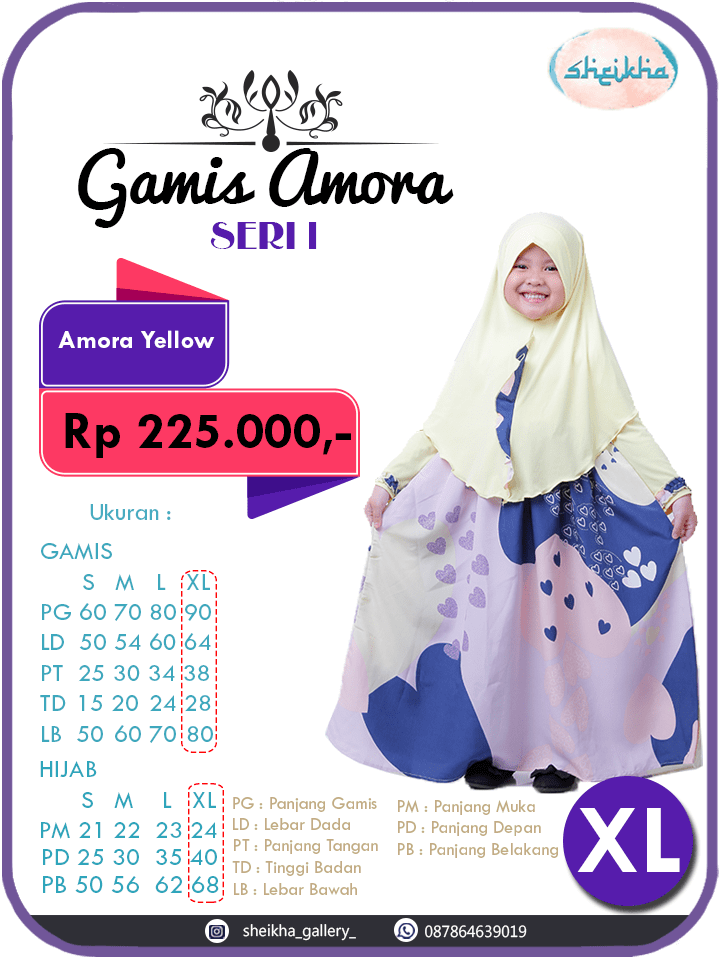 sheikha
Gamis Amora
SERI I
Amora Yellow
Rp 225.000,-
Ukuran :
GAMIS
S M L XL
PG 60 70 80 90
LD 50 54 60 64
PT 25 30 34 38
TD 15 20 24 28
LB 50 60 70 80
HIJAB
S M L XL
PM 21 22 23 24
PD 25 30 35 40
PB 50 56 62 68
PG : Panjang Gamis
LD : Lebar Dada
PT : Panjang Tangan
TD : Tinggi Badan
LB : Lebar Bawah
PM : Panjang Muka
PD : Panjang Depan
PB : Panjang Belakang
XL
sheikha_gallery_
087864639019